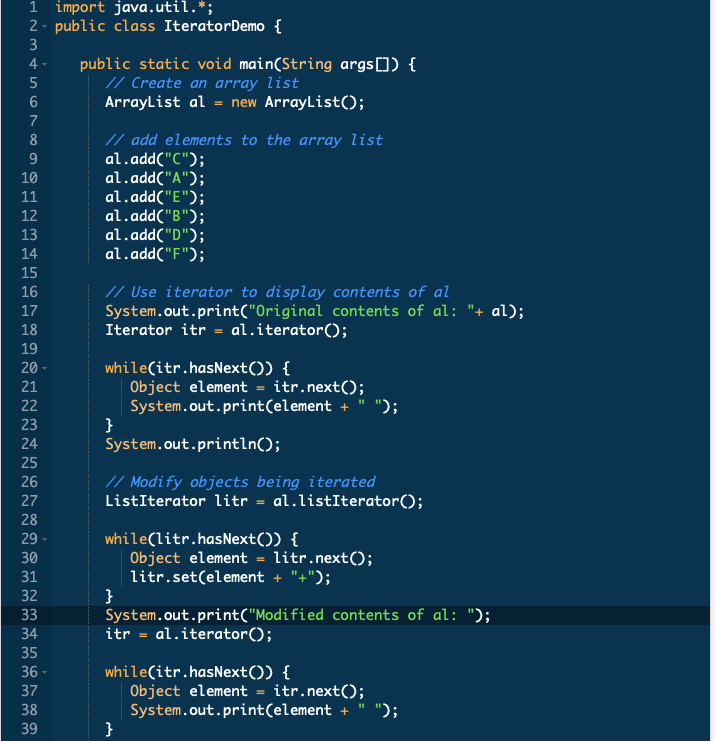 1 import java.util.*;
2 public class IteratorDemo {
3
4 public static void main(String args[]) {
5 // Create an array list
6 ArrayList al = new ArrayList();
7
8 // add elements to the array list
9 al.add("C");
10 al.add("A");
11 al.add("E");
12 al.add("B");
13 al.add("D");
14 al.add("F");
15
16 // Use iterator to display contents of al
17 System.out.print("Original contents of al: "+ al);
18 Iterator itr = al.iterator();
19
20 while(itr.hasNext()) {
21 Object element = itr.next();
22 System.out.print(element + " ");
23 }
24 System.out.println();
25
26 // Modify objects being iterated
27 ListIterator litr = al.listIterator();
28
29 while(litr.hasNext()) {
30 Object element = litr.next();
31 litr.set(element + "+");
32 }
33 System.out.print("Modified contents of al: ");
34 itr = al.iterator();
35
36 while(itr.hasNext()) {
37 Object element = itr.next();
38 System.out.print(element + " ");
39 }